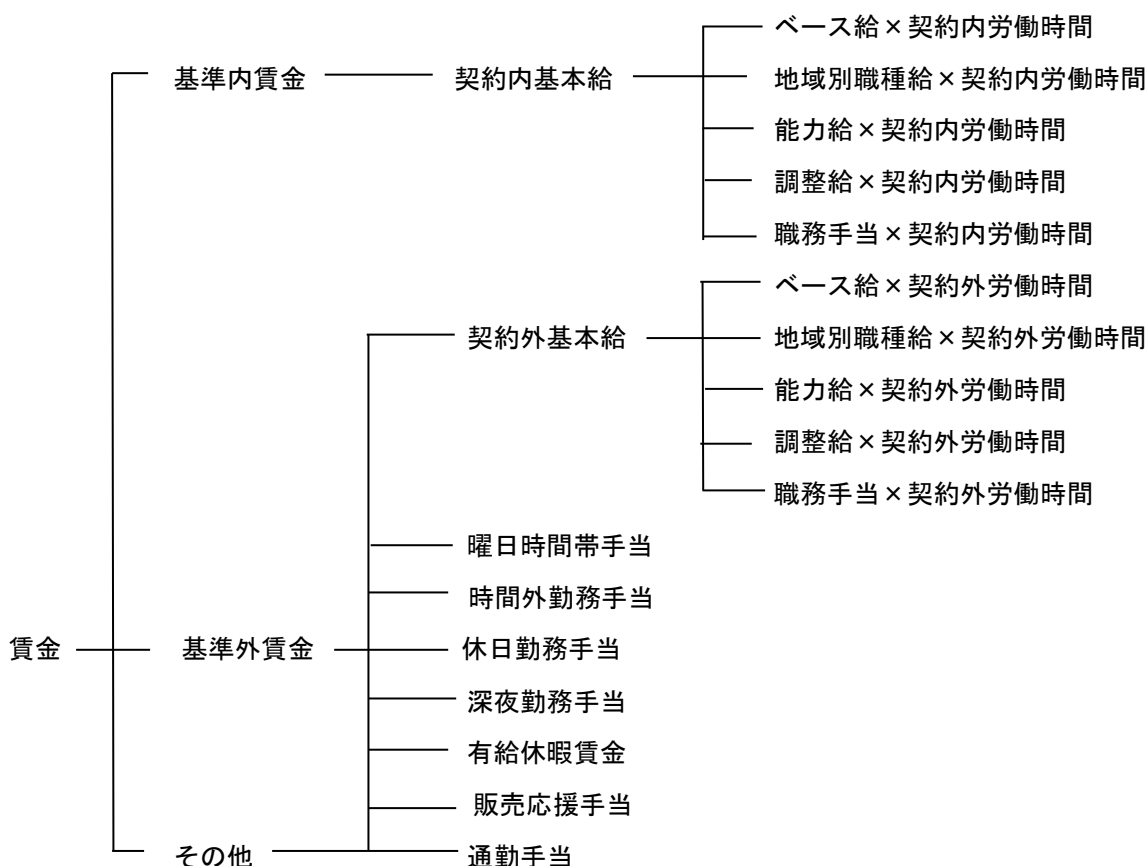 ベース給×契約内労働時間
基準内賃金 契約内基本給 地域別職種給×契約内労働時間
能力給×契約内労働時間
調整給×契約内労働時間
職務手当×契約内労働時間
ベース給×契約外労働時間
契約外基本給 地域別職種給×契約外労働時間
能力給×契約外労働時間
調整給×契約外労働時間
職務手当×契約外労働時間
曜日時間帯手当
時間外勤務手当
賃金 基準外賃金 休日勤務手当
深夜勤務手当
有給休暇賃金
販売応援手当
その他 通勤手当